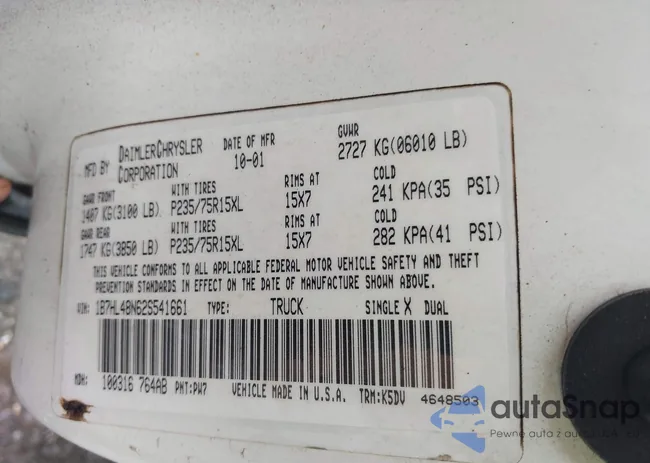 MFD BY DAIMLERCHRYSLER CORPORATION DATE OF MFR 10-01 GVWR 2727 KG(06010 LB)
GAWR FRONT WITH TIRES RIMS AT COLD
1407 KG(3100 LB) P235/75R15XL 15X7 241 KPA(35 PSI)
GAWR REAR WITH TIRES RIMS AT COLD
1747 KG(3850 LB) P235/75R15XL 15X7 282 KPA(41 PSI)
THIS VEHICLE CONFORMS TO ALL APPLICABLE FEDERAL MOTOR VEHICLE SAFETY AND THEFT
PREVENTION STANDARDS IN EFFECT ON THE DATE OF MANUFACTURE SHOWN ABOVE.
VIN: 1B7HL48N62S541661 TYPE: TRUCK SINGLE X DUAL
MDH: 100316 764AB PNT:PW7 VEHICLE MADE IN U.S.A. TRM:K5DV 4648503
autaSnap
Pewne auta z